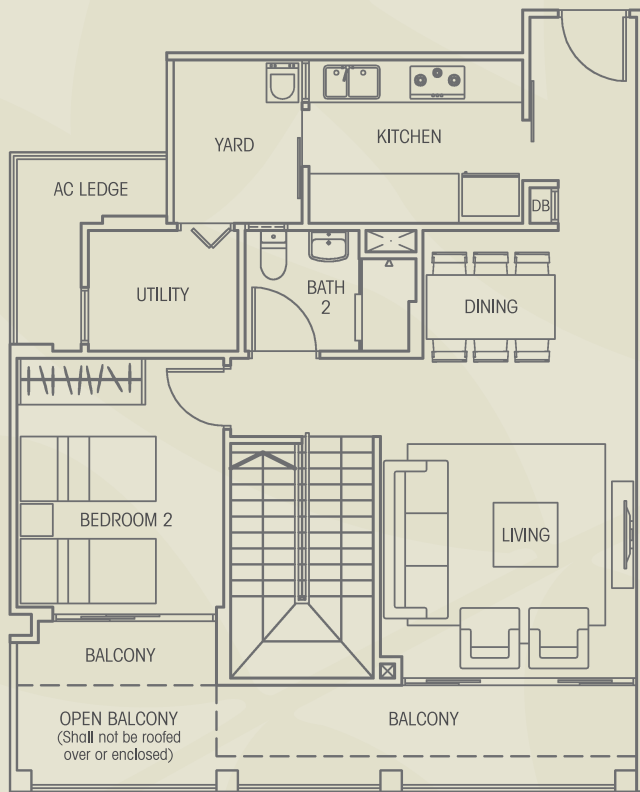 YARD
KITCHEN
AC LEDGE
DB
UTILITY
BATH
2
DINING
BEDROOM 2
LIVING
BALCONY
OPEN BALCONY
(Shall not be roofed
over or enclosed)
BALCONY